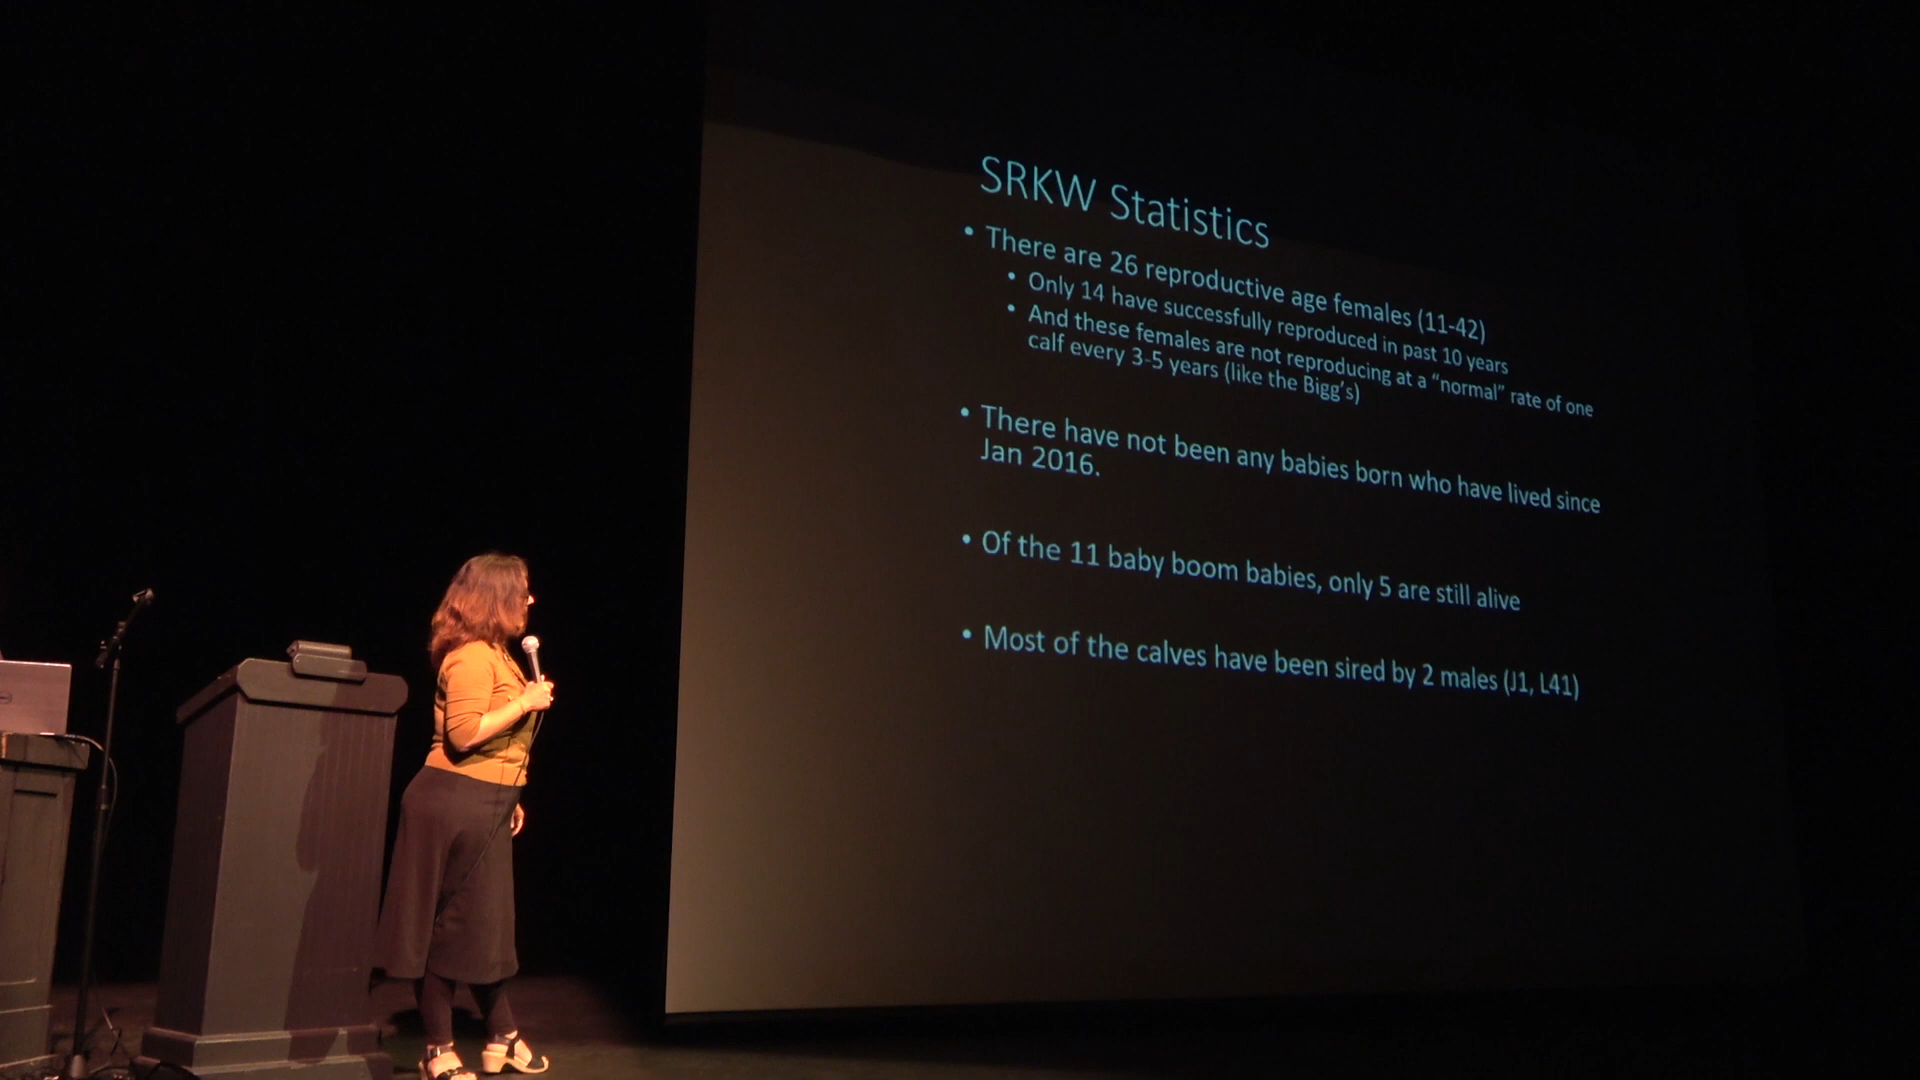 SRKW Statistics
• There are 26 reproductive age females (11-42)
• Only 14 have successfully reproduced in past 10 years
• And these females are not reproducing at a “normal” rate of one
calf every 3-5 years (like the Bigg's)
• There have not been any babies born who have lived since
Jan 2016.
• Of the 11 baby boom babies, only 5 are still alive
• Most of the calves have been sired by 2 males (J1, L41)